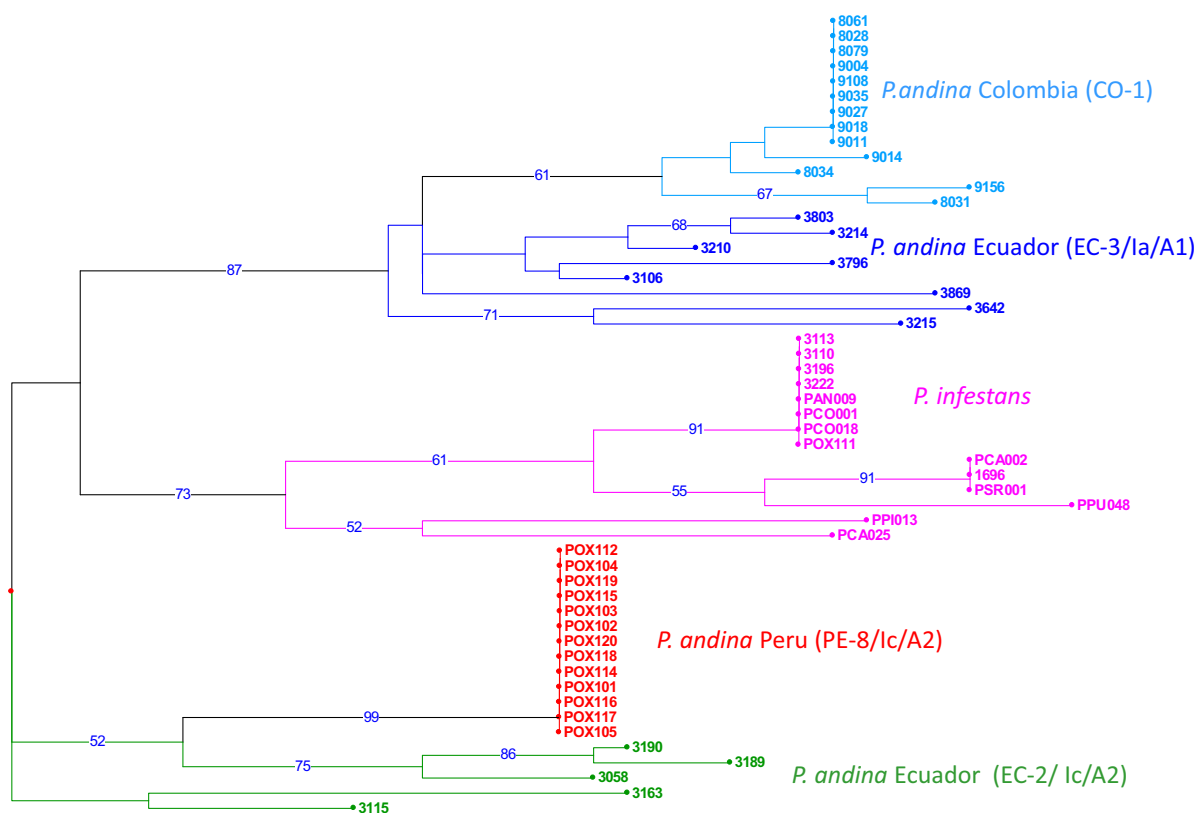 8061
8028
8079
9004
9108
9035
9027
9018
9011
P.andina Colombia (CO-1)
9014
61
8034
9156
67
8031
3803
68
3214
3210
P. andina Ecuador (EC-3/Ia/A1)
3796
87
3106
3869
3642
71
3215
3113
3110
3196
3222
PAN009
P. infestans
PCO001
91
PCO018
POX111
61
PCA002
91
1696
PSR001
73
55
PPU048
PPI013
52
PCA025
POX112
POX104
POX119
POX115
POX103
POX102
POX120
P. andina Peru (PE-8/Ic/A2)
POX118
POX114
POX101
POX116
99
POX117
POX105
52
3190
86
3189
75
3058
P. andina Ecuador (EC-2/ Ic/A2)
3163
3115